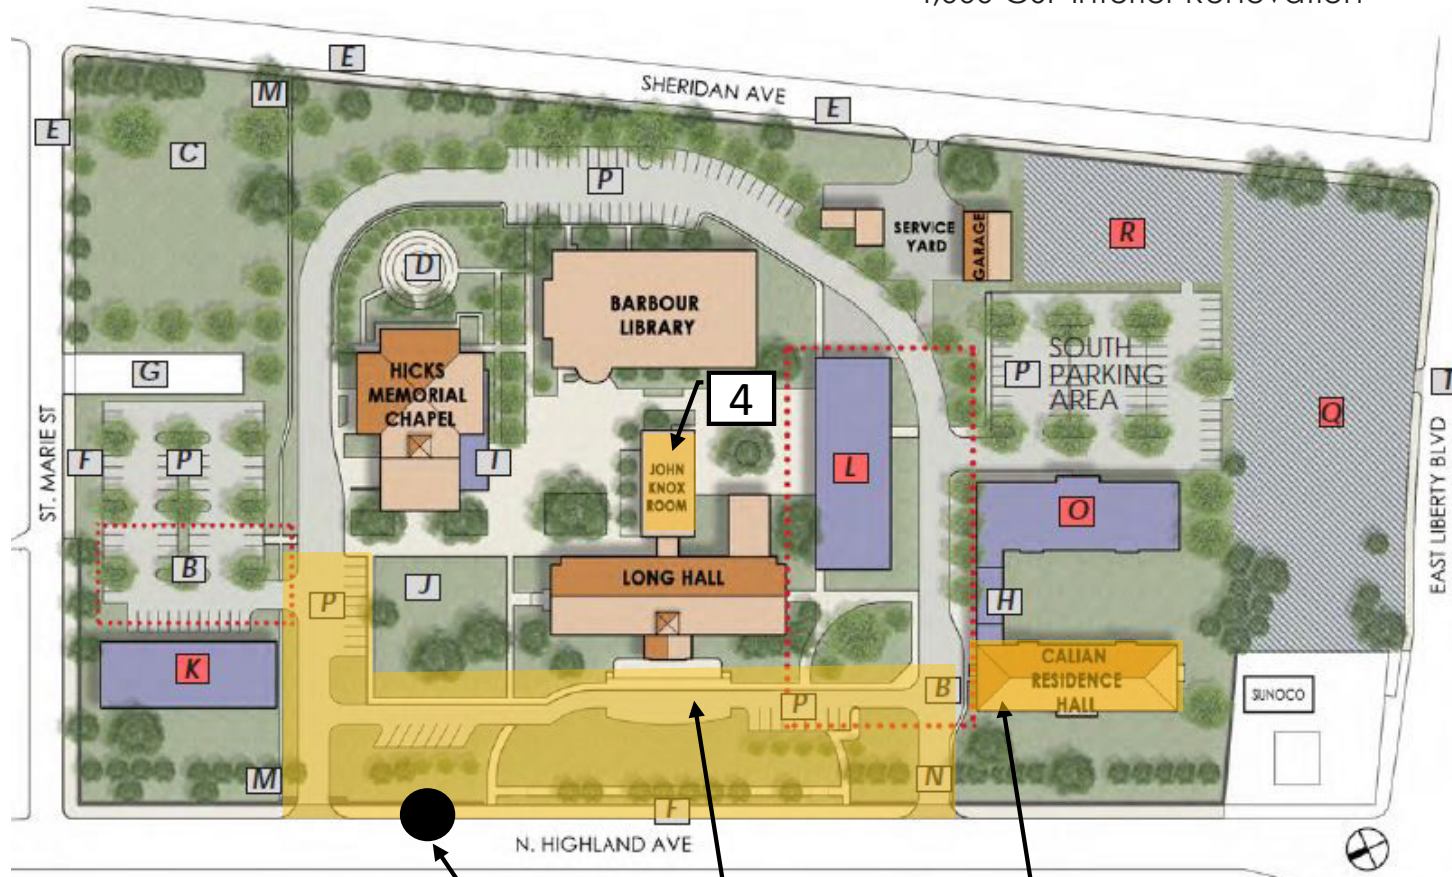 E
SHERIDAN AVE
E
M
E
C
P
R
SERVICE
YARD
GARAGE
D
BARBOUR
LIBRARY
SOUTH
PARKING
AREA
P
HICKS
MEMORIAL
CHAPEL
G
4
Q
EAST LIBERTY BLVD
ST. MARIE ST
F
P
I
JOHN
KNOX
ROOM
L
O
B
J
LONG HALL
P
H
K
CALIAN
RESIDENCE
HALL
B
P
SUNOCO
M
N
F
N. HIGHLAND AVE